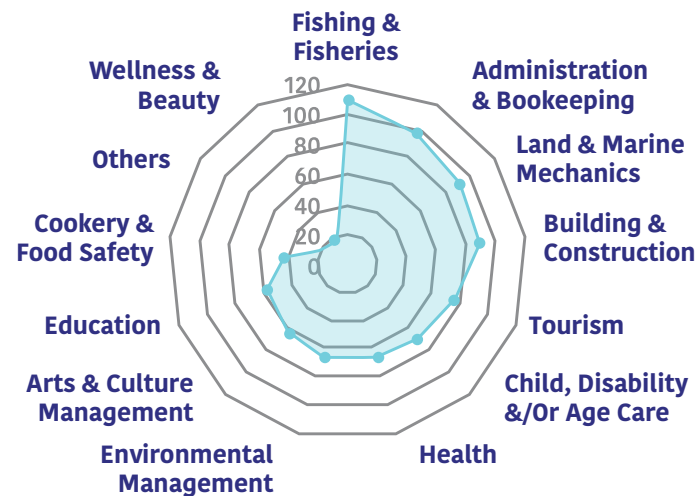 Fishing &
Fisheries
Administration
& Bookeeping
Land & Marine
Mechanics
Building &
Construction
Tourism
Child, Disability
&/Or Age Care
Health
Environmental
Management
Arts & Culture
Management
Education
Cookery &
Food Safety
Others
Wellness &
Beauty
120
100
80
60
40
20
0